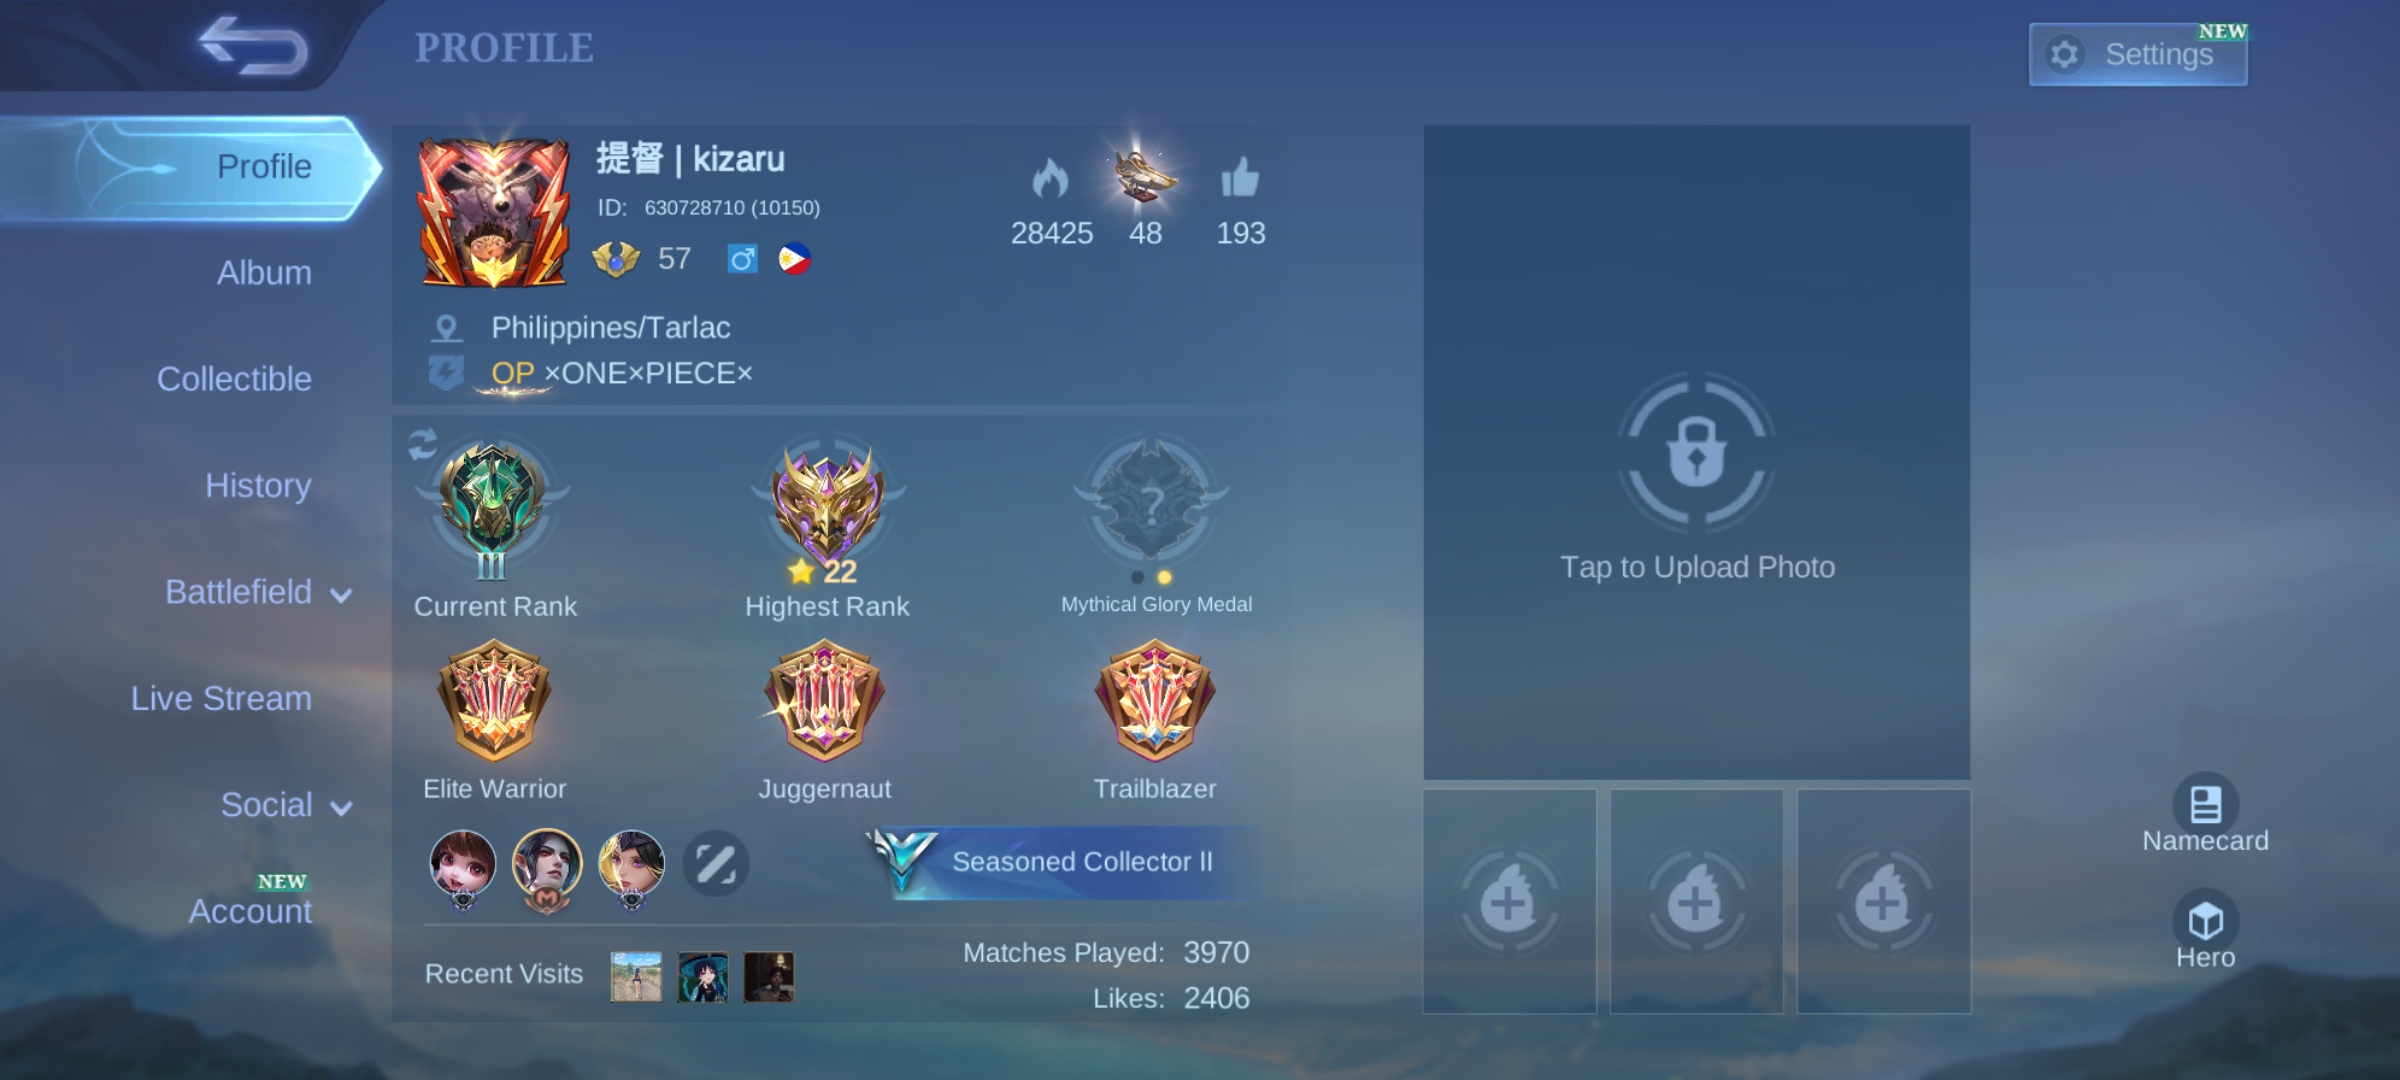 PROFILE
NEW
Settings
Profile
Album
Collectible
History
Battlefield
Live Stream
Social
NEW
Account
提督 | kizaru
ID: 630728710 (10150)
57
28425
48
193
Philippines/Tarlac
OP ×ONE×PIECE×
III
Current Rank
22
Highest Rank
?
Mythical Glory Medal
Elite Warrior
Juggernaut
Trailblazer
M
Seasoned Collector II
Recent Visits
Matches Played: 3970
Likes: 2406
Tap to Upload Photo
Namecard
Hero